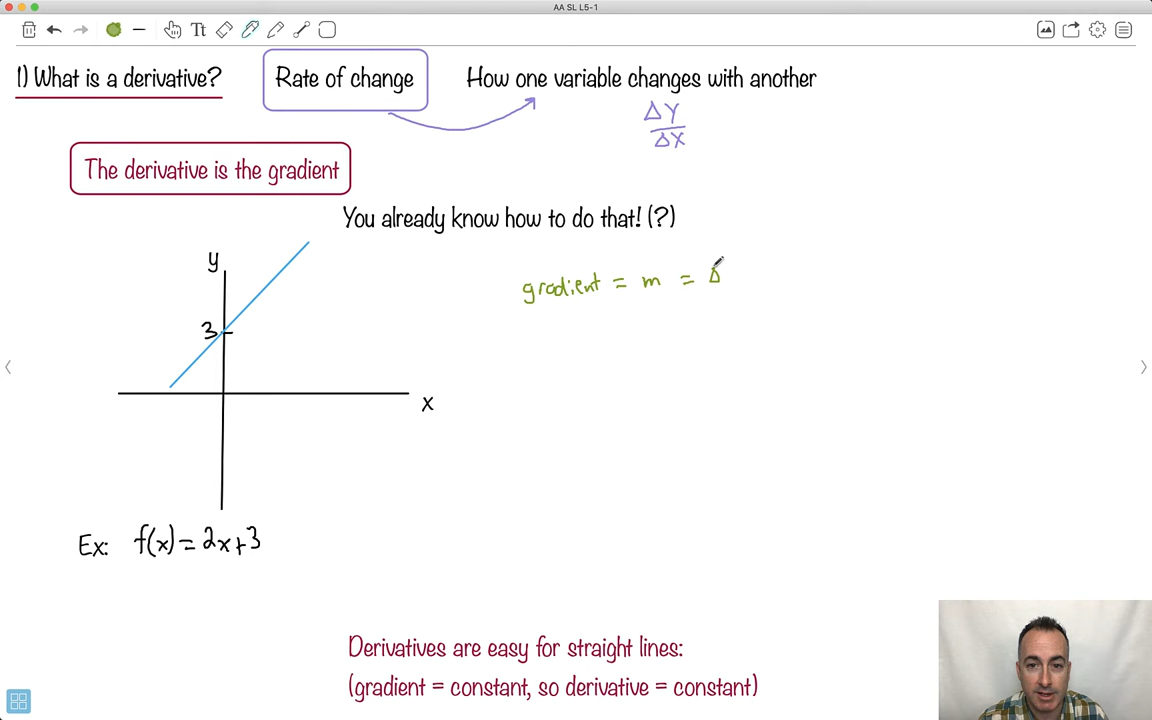 AA SL L5-1
Tt
1) What is a derivative? Rate of change How one variable changes with another
ΔY
ΔX
The derivative is the gradient
You already know how to do that! (?)
y
gradient = m = Δ
3
x
Ex: f(x)=2x+3
Derivatives are easy for straight lines:
(gradient = constant, so derivative = constant)